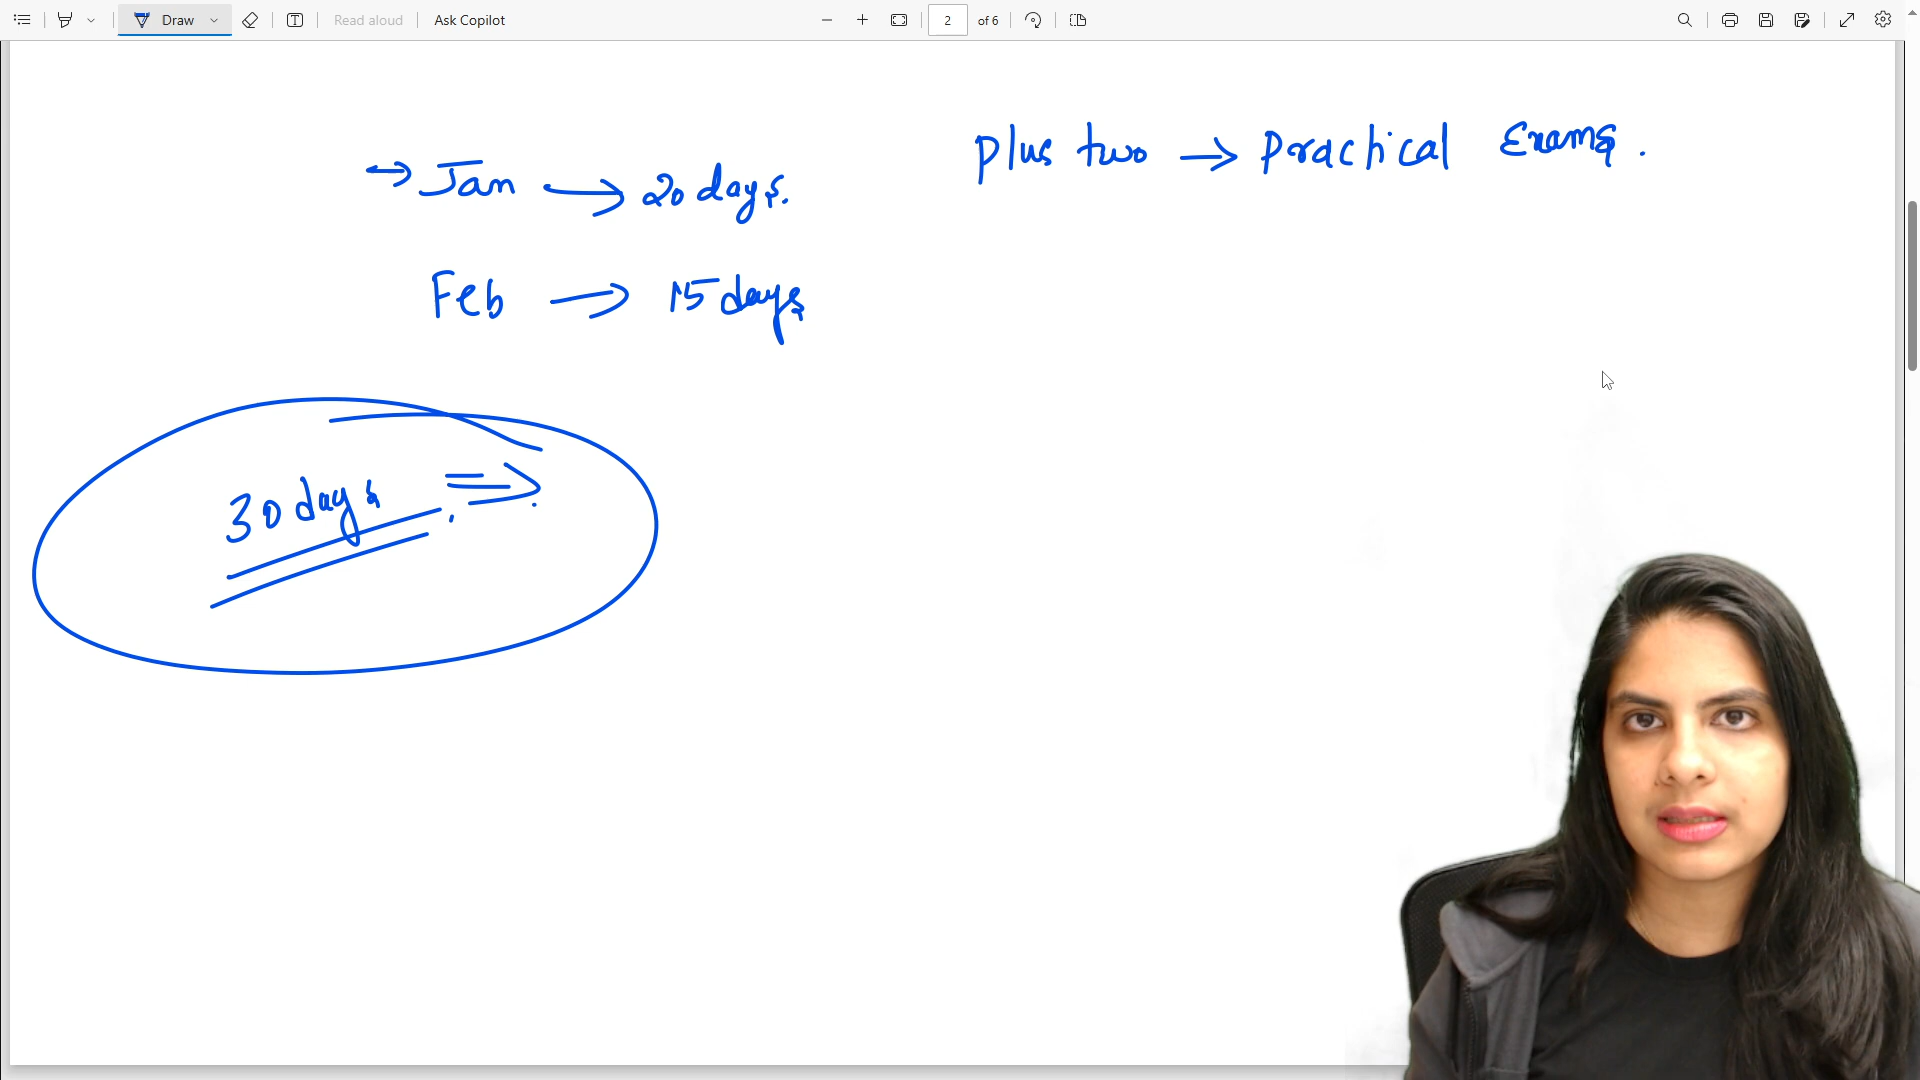 Draw
Read aloud
Ask Copilot
2 of 6
plus two → Practical Exams.
→ Jan → 20 days.
Feb → 15 days
30 days. ⇒